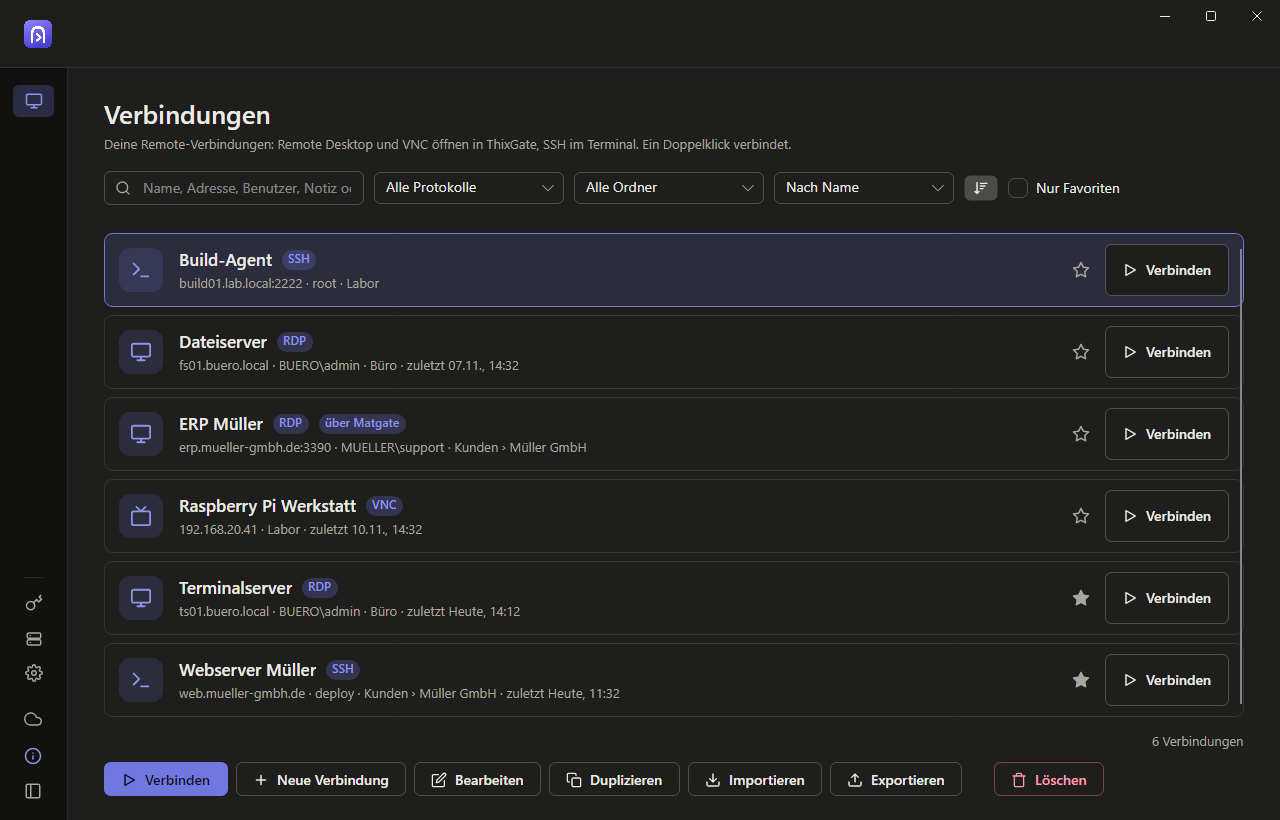 Verbindungen
Deine Remote-Verbindungen: Remote Desktop und VNC öffnen in ThixGate, SSH im Terminal. Ein Doppelklick verbindet.
Name, Adresse, Benutzer, Notiz
Alle Protokolle
Alle Ordner
Nach Name
Nur Favoriten
Build-Agent SSH
build01.lab.local:2222 · root · Labor
Verbinden
Dateiserver RDP
fs01.buero.local · BUERO\admin · Büro · zuletzt 07.11., 14:32
Verbinden
ERP Müller RDP über Matgate
erp.mueller-gmbh.de:3390 · MUELLER\support · Kunden › Müller GmbH
Verbinden
Raspberry Pi Werkstatt VNC
192.168.20.41 · Labor · zuletzt 10.11., 14:32
Verbinden
Terminalserver RDP
ts01.buero.local · BUERO\admin · Büro · zuletzt Heute, 14:12
Verbinden
Webserver Müller SSH
web.mueller-gmbh.de · deploy · Kunden › Müller GmbH · zuletzt Heute, 11:32
Verbinden
6 Verbindungen
Verbinden
Neue Verbindung
Bearbeiten
Duplizieren
Importieren
Exportieren
Löschen